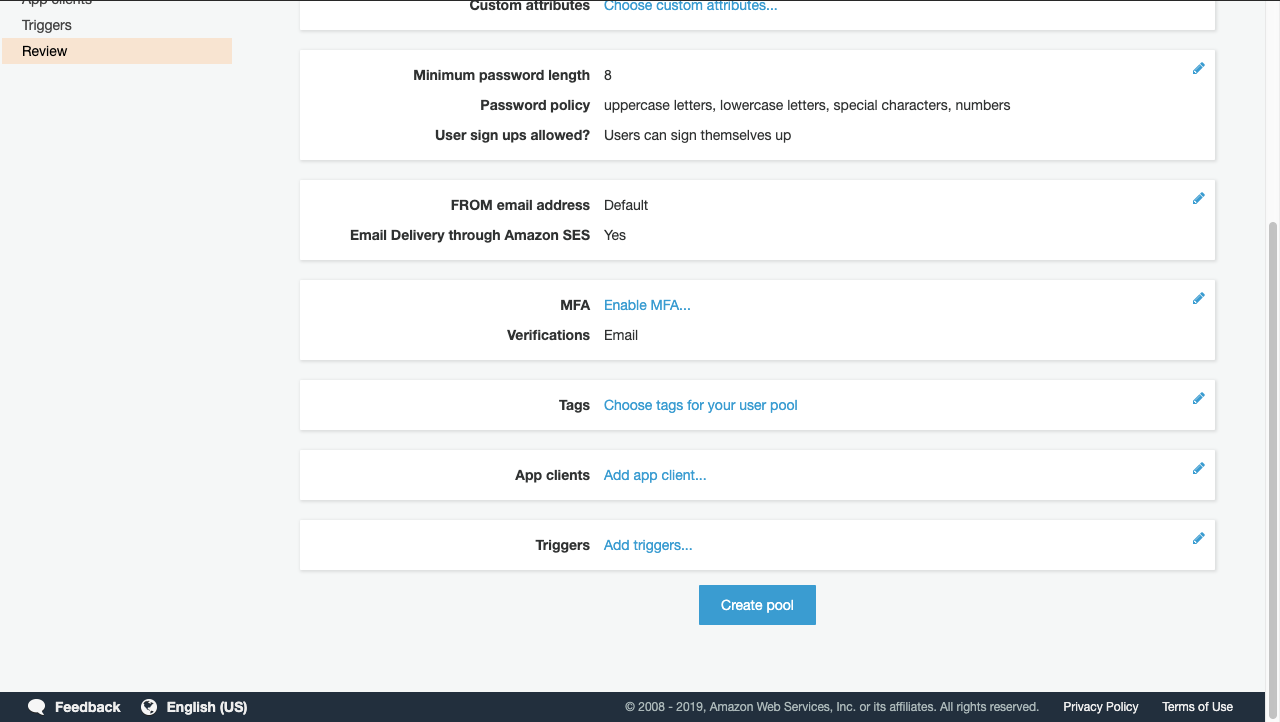 App clients
Triggers
Review
Custom attributes Choose custom attributes...
Minimum password length 8
Password policy uppercase letters, lowercase letters, special characters, numbers
User sign ups allowed? Users can sign themselves up
FROM email address Default
Email Delivery through Amazon SES Yes
MFA Enable MFA...
Verifications Email
Tags Choose tags for your user pool
App clients Add app client...
Triggers Add triggers...
Create pool
Feedback English (US) © 2008 - 2019, Amazon Web Services, Inc. or its affiliates. All rights reserved. Privacy Policy Terms of Use